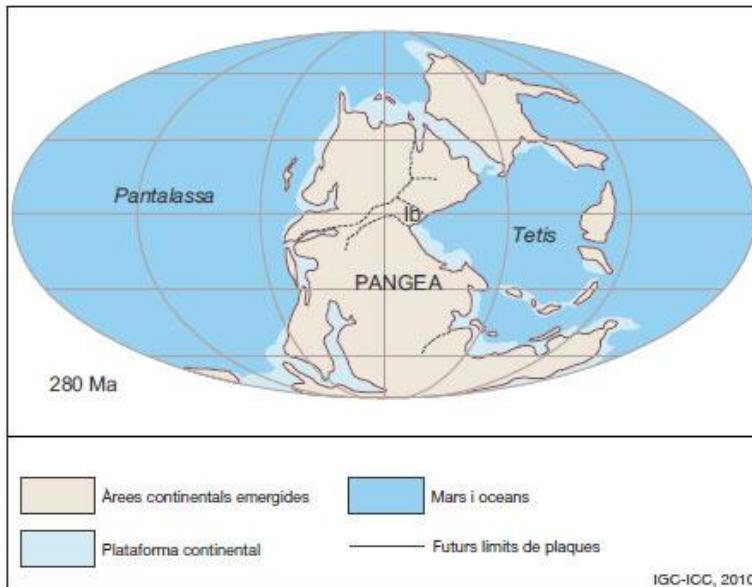 Pantalassa
Ib
Tetis
PANGEA
280 Ma
Àrees continentals emergides
Mars i oceans
Plataforma continental
Futurs límits de plaques
IGC-ICC, 2010